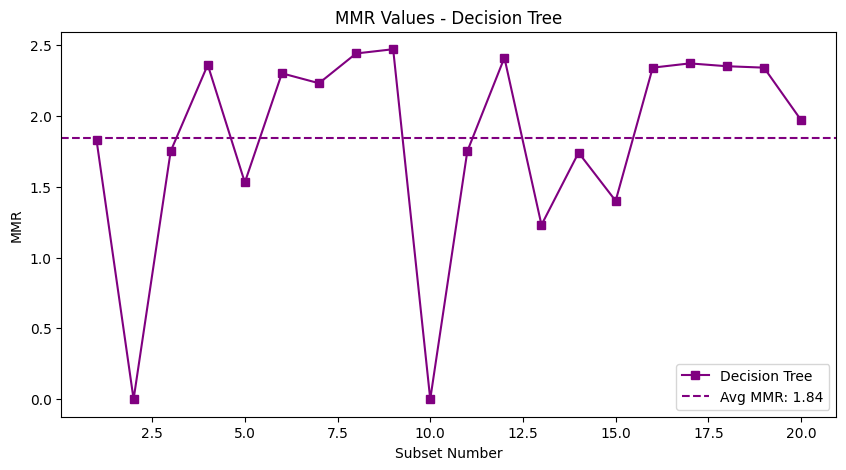 MMR Values - Decision Tree
MMR
2.5
2.0
1.5
1.0
0.5
0.0
2.5
5.0
7.5
10.0
12.5
15.0
17.5
20.0
Subset Number
Decision Tree
Avg MMR: 1.84